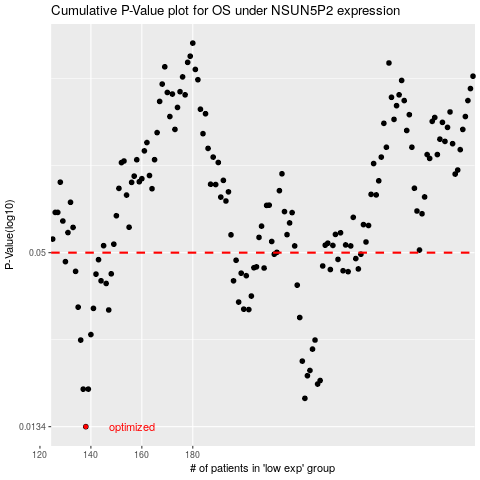 Cumulative P-Value plot for OS under NSUN5P2 expression
P-Value(log10)
0.05
0.0134
optimized
120 140 160 180
# of patients in 'low exp' group